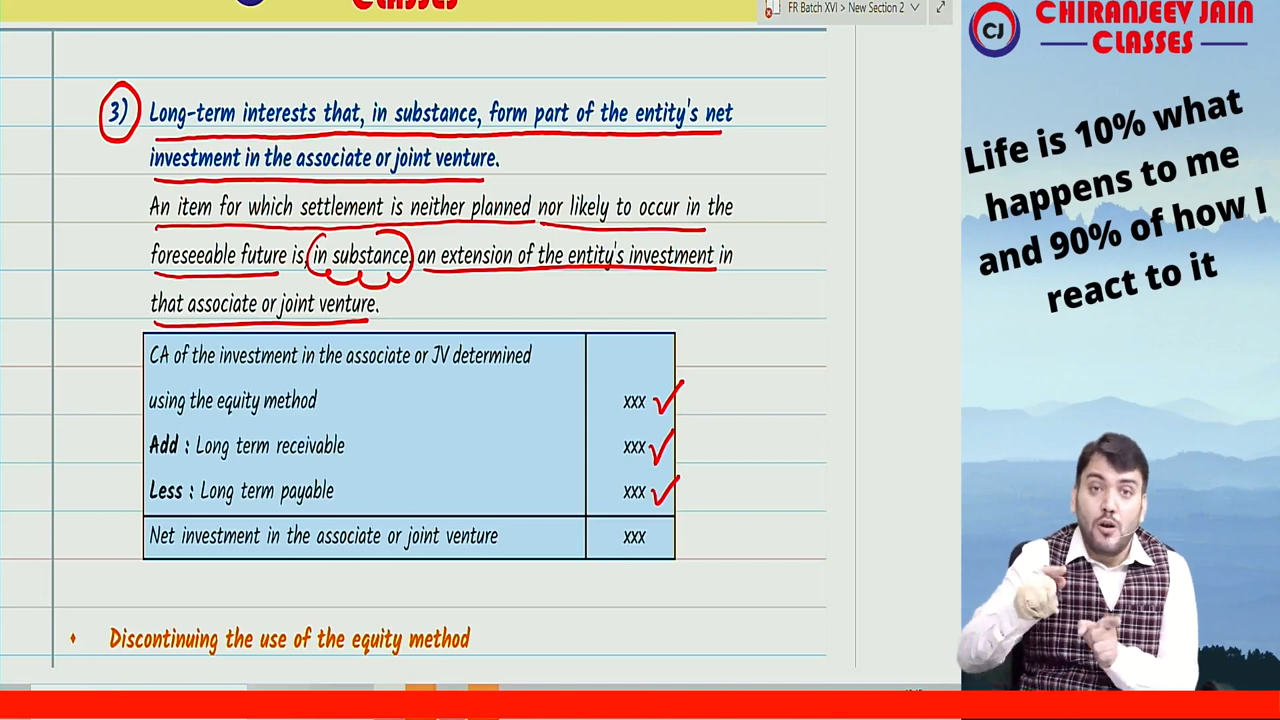 CLASSES
FR Batch XVI > New Section 2
CHIRANJEEV JAIN
CLASSES
CJ
Life is 10% what
happens to me
and 90% of how I
react to it
3) Long-term interests that, in substance, form part of the entity's net
investment in the associate or joint venture.
An item for which settlement is neither planned nor likely to occur in the
foreseeable future is, in substance, an extension of the entity's investment in
that associate or joint venture.
CA of the investment in the associate or JV determined
using the equity method xxx
Add : Long term receivable xxx
Less : Long term payable xxx
Net investment in the associate or joint venture xxx
Discontinuing the use of the equity method